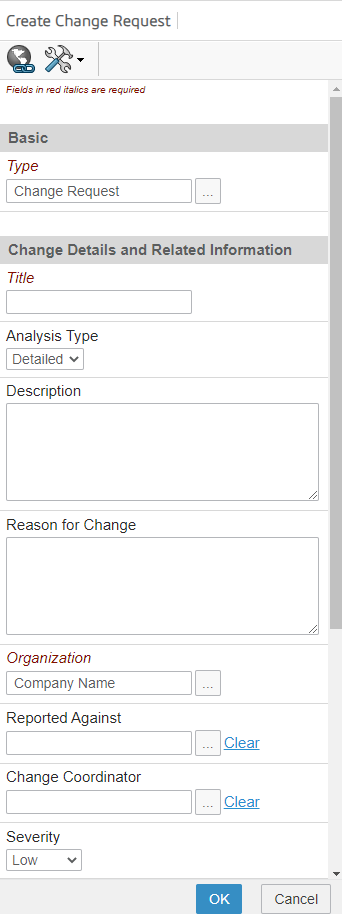 Create Change Request
Fields in red italics are required
Basic
Type
Change Request
...
Change Details and Related Information
Title
Analysis Type
Detailed
Description
Reason for Change
Organization
Company Name
...
Reported Against
... Clear
Change Coordinator
... Clear
Severity
Low
OK Cancel